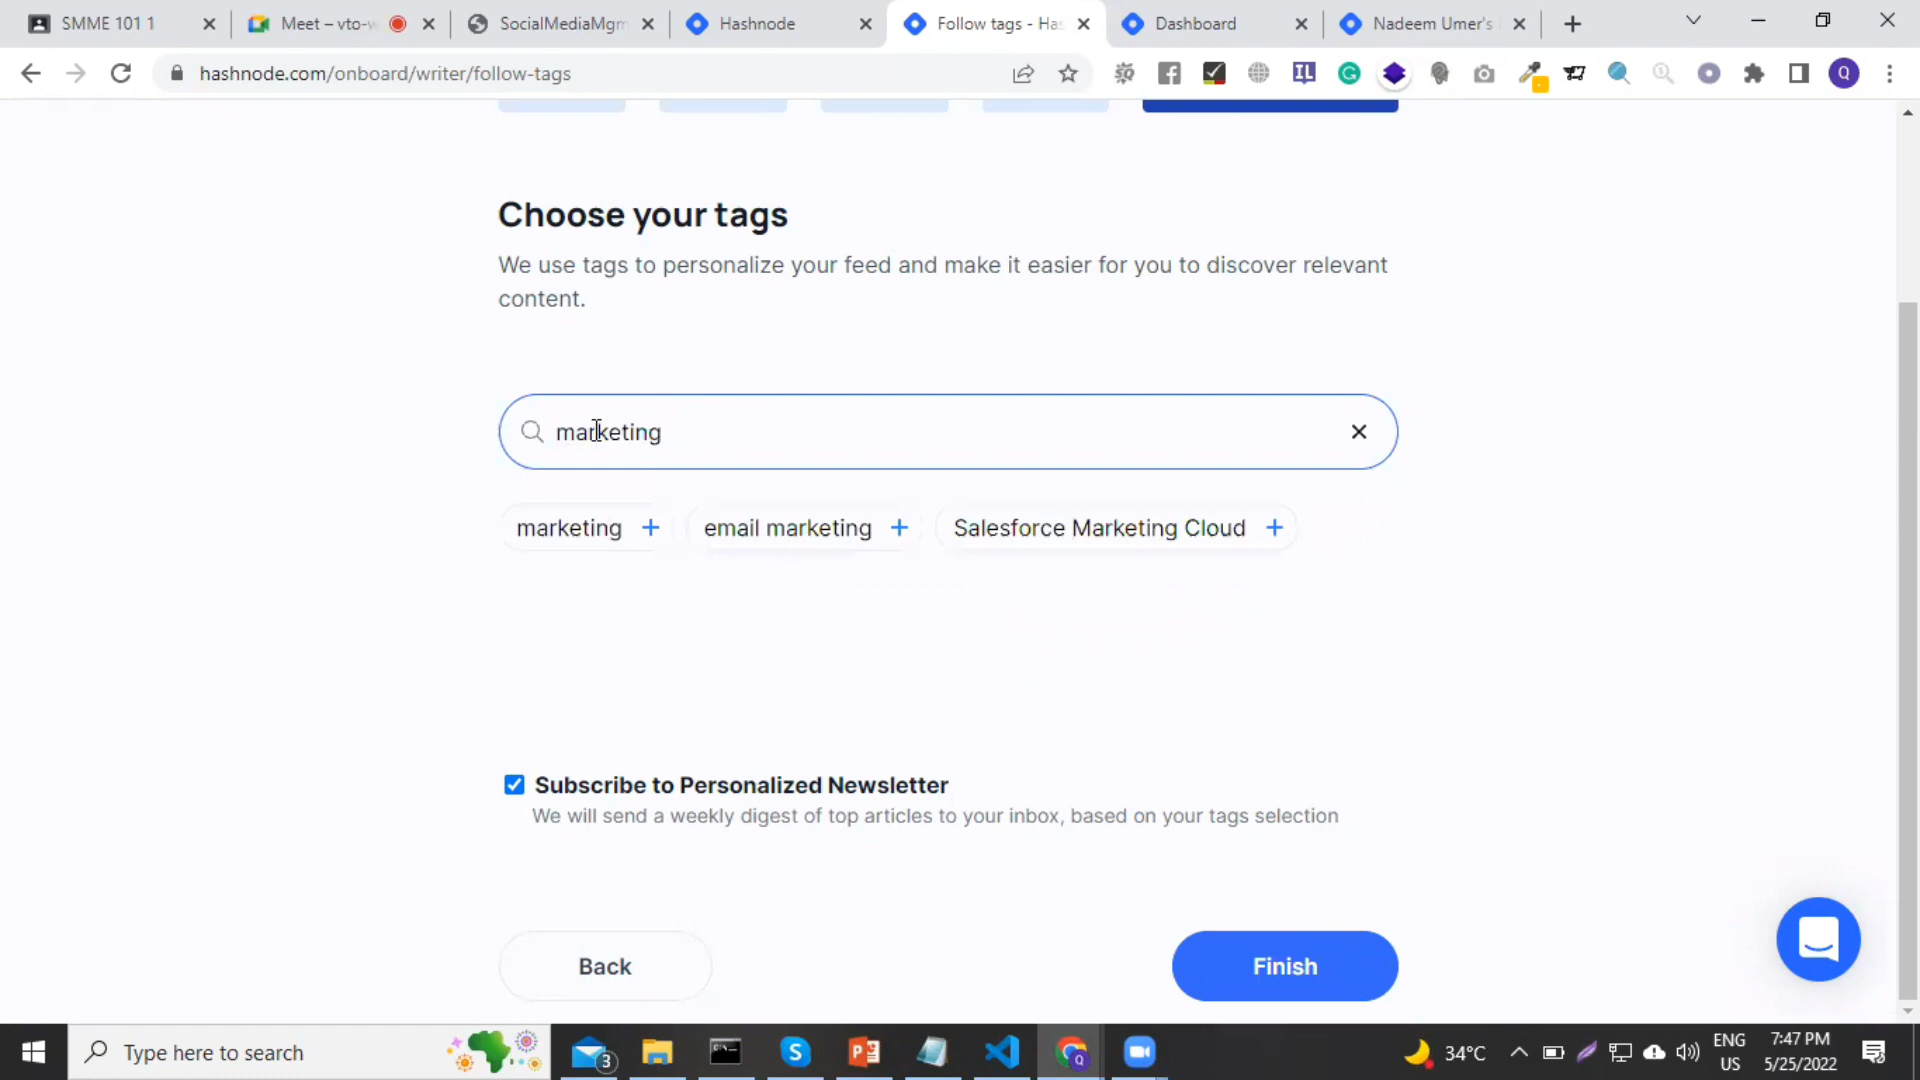 SMME 101 1
Meet – vto-w
SocialMediaMgm
Hashnode
Follow tags - Has
Dashboard
Nadeem Umer's
hashnode.com/onboard/writer/follow-tags
IL
Q
Choose your tags
We use tags to personalize your feed and make it easier for you to discover relevant
content.
marketing
marketing + email marketing + Salesforce Marketing Cloud +
Subscribe to Personalized Newsletter
We will send a weekly digest of top articles to your inbox, based on your tags selection
Back
Finish
Type here to search
3
34°C
ENG
US
7:47 PM
5/25/2022